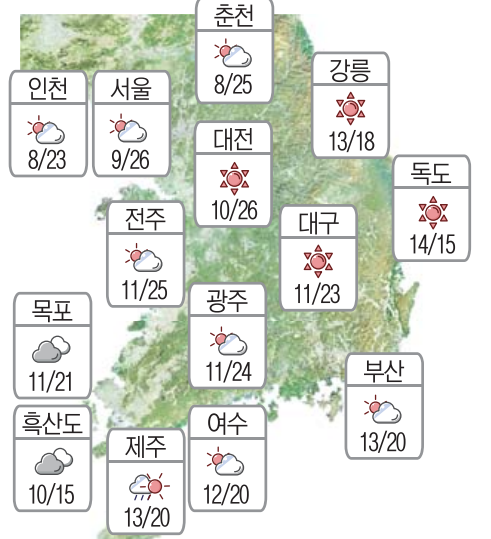 춘천
8/25
인천
8/23
서울
9/26
강릉
13/18
대전
10/26
독도
14/15
전주
11/25
대구
11/23
광주
11/24
목포
11/21
부산
13/20
흑산도
10/15
제주
13/20
여수
12/20